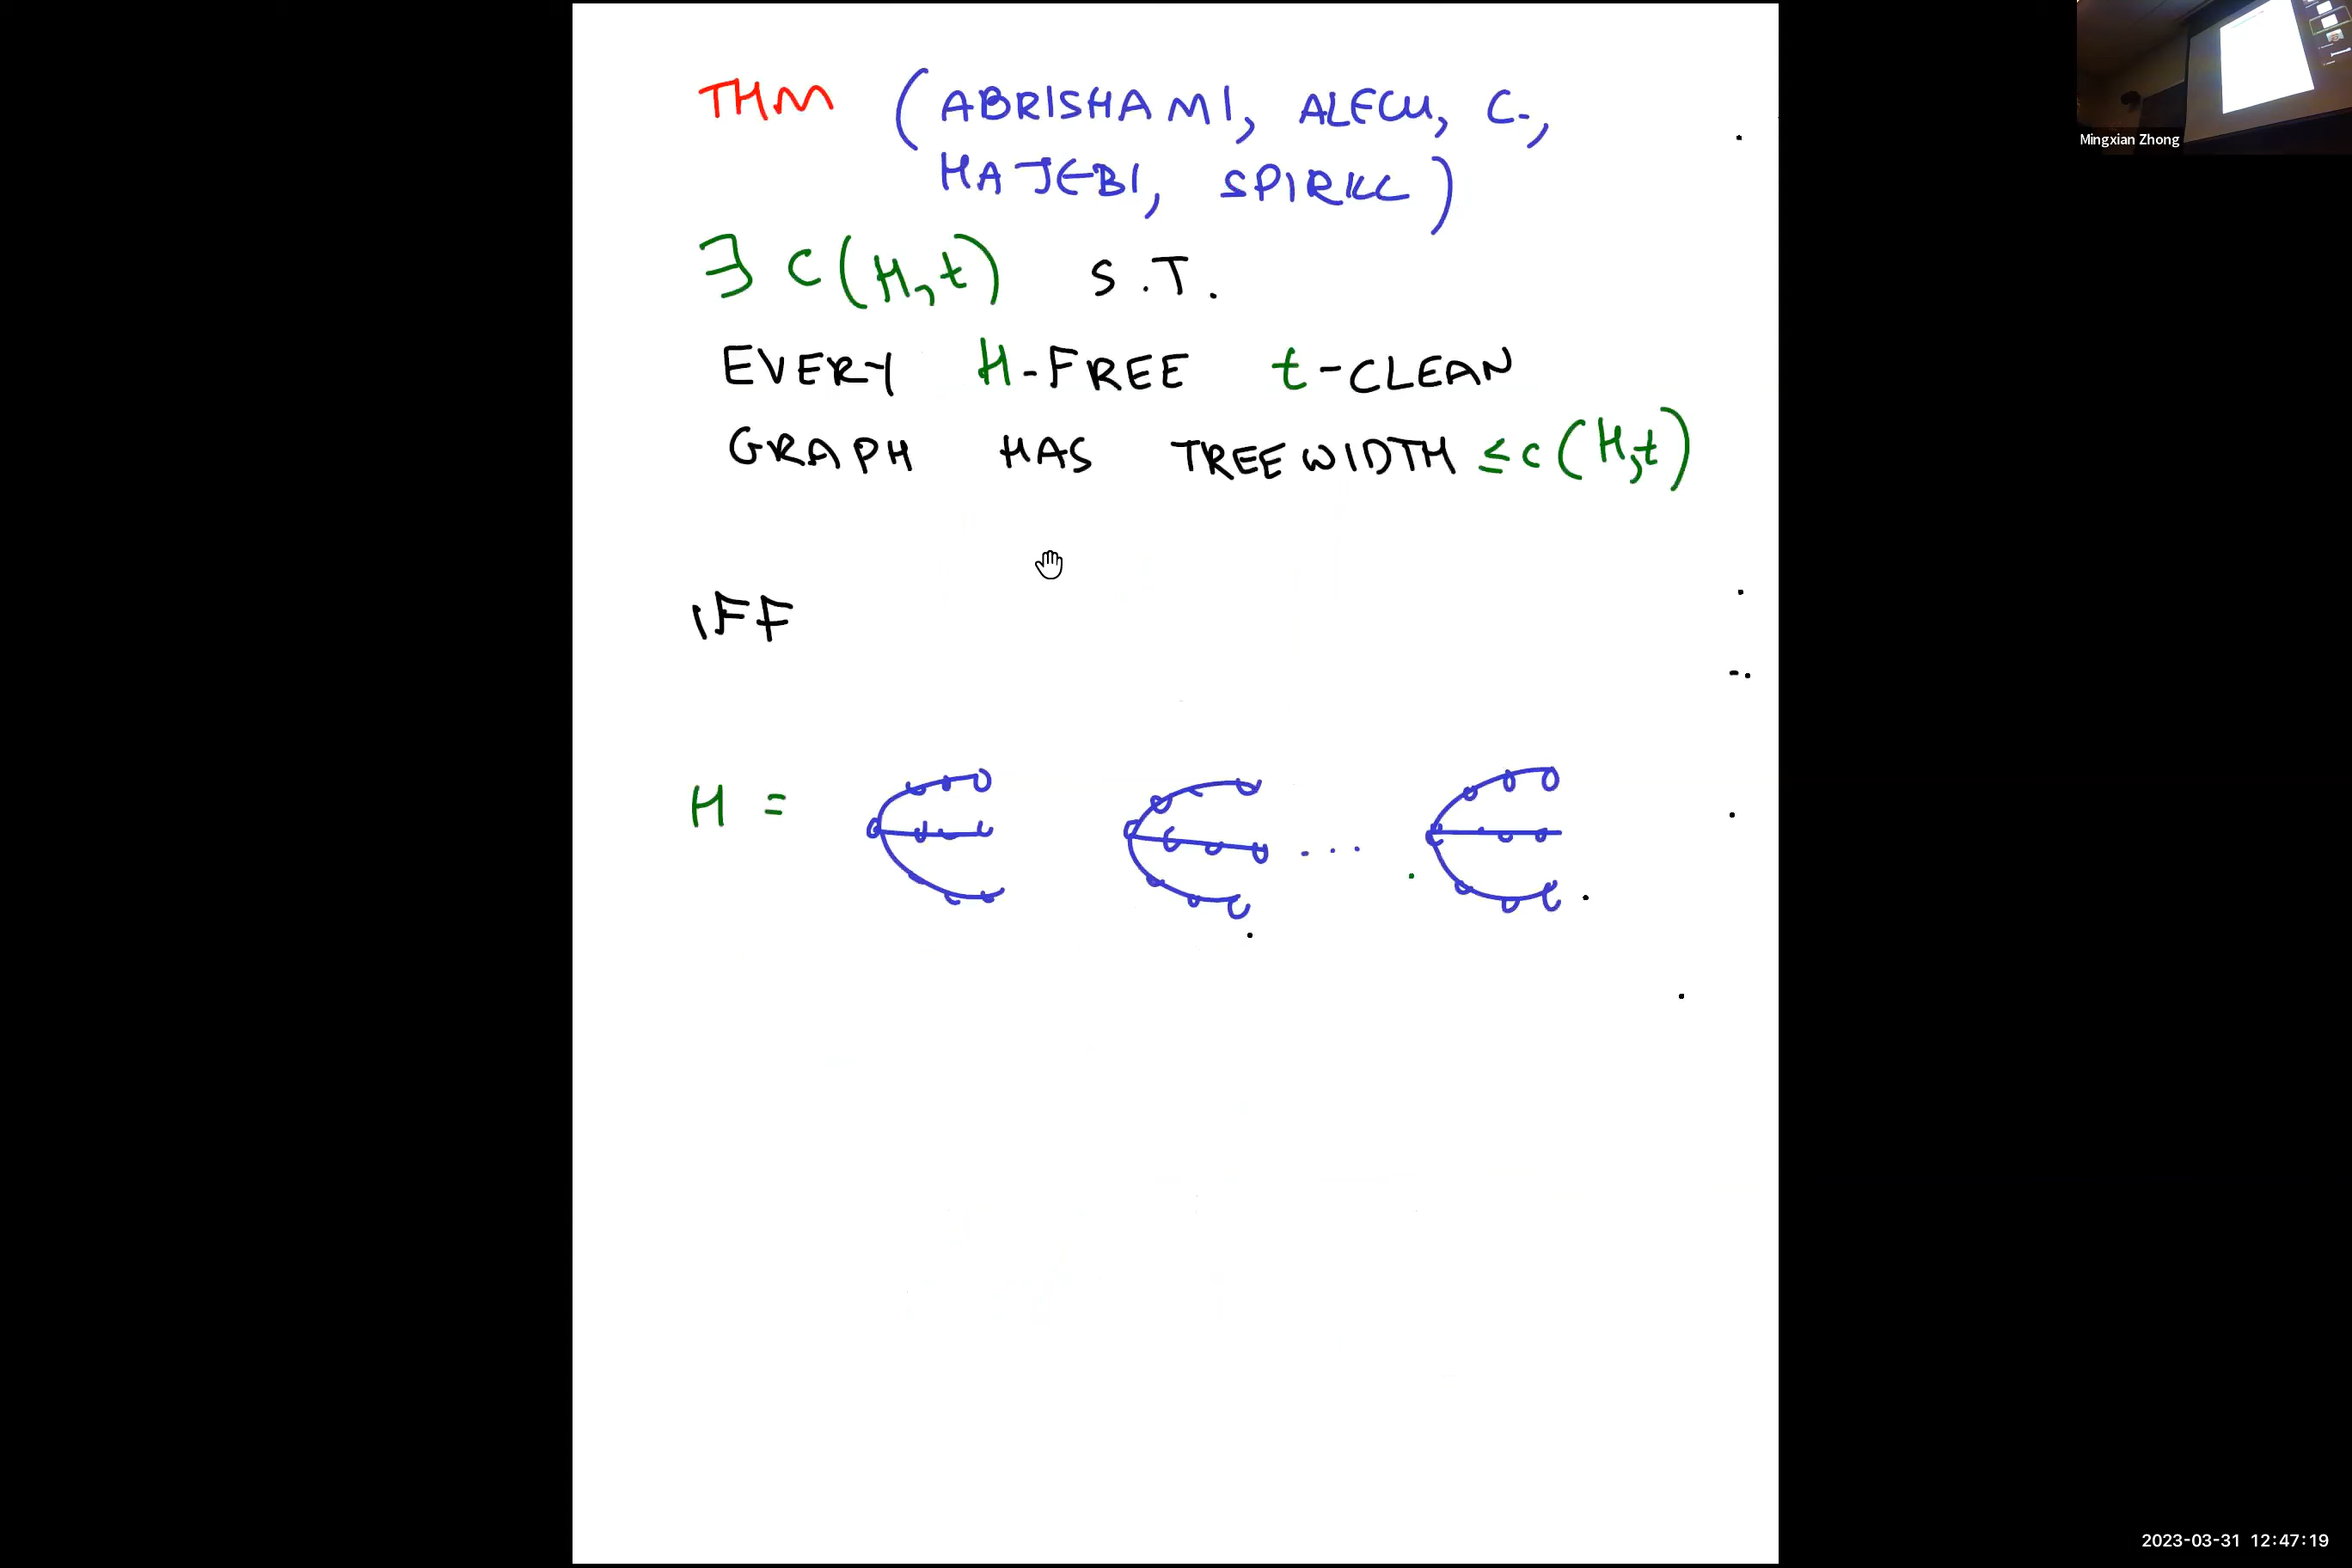 THM (ABRISHAMI, ALECU, C.,
HAJEBI, SPIRKL)
∃ c(H,t) S.T.
EVERY H-FREE t-CLEAN
GRAPH HAS TREEWIDTH ≤ c(H,t)
IFF
H = ...
Mingxian Zhong
2023-03-31 12:47:19